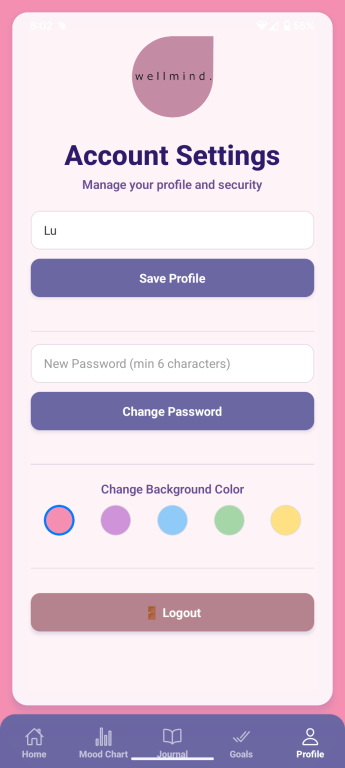 8:02
55%
wellmind.
Account Settings
Manage your profile and security
Lu
Save Profile
New Password (min 6 characters)
Change Password
Change Background Color
Logout
Home
Mood Chart
Journal
Goals
Profile